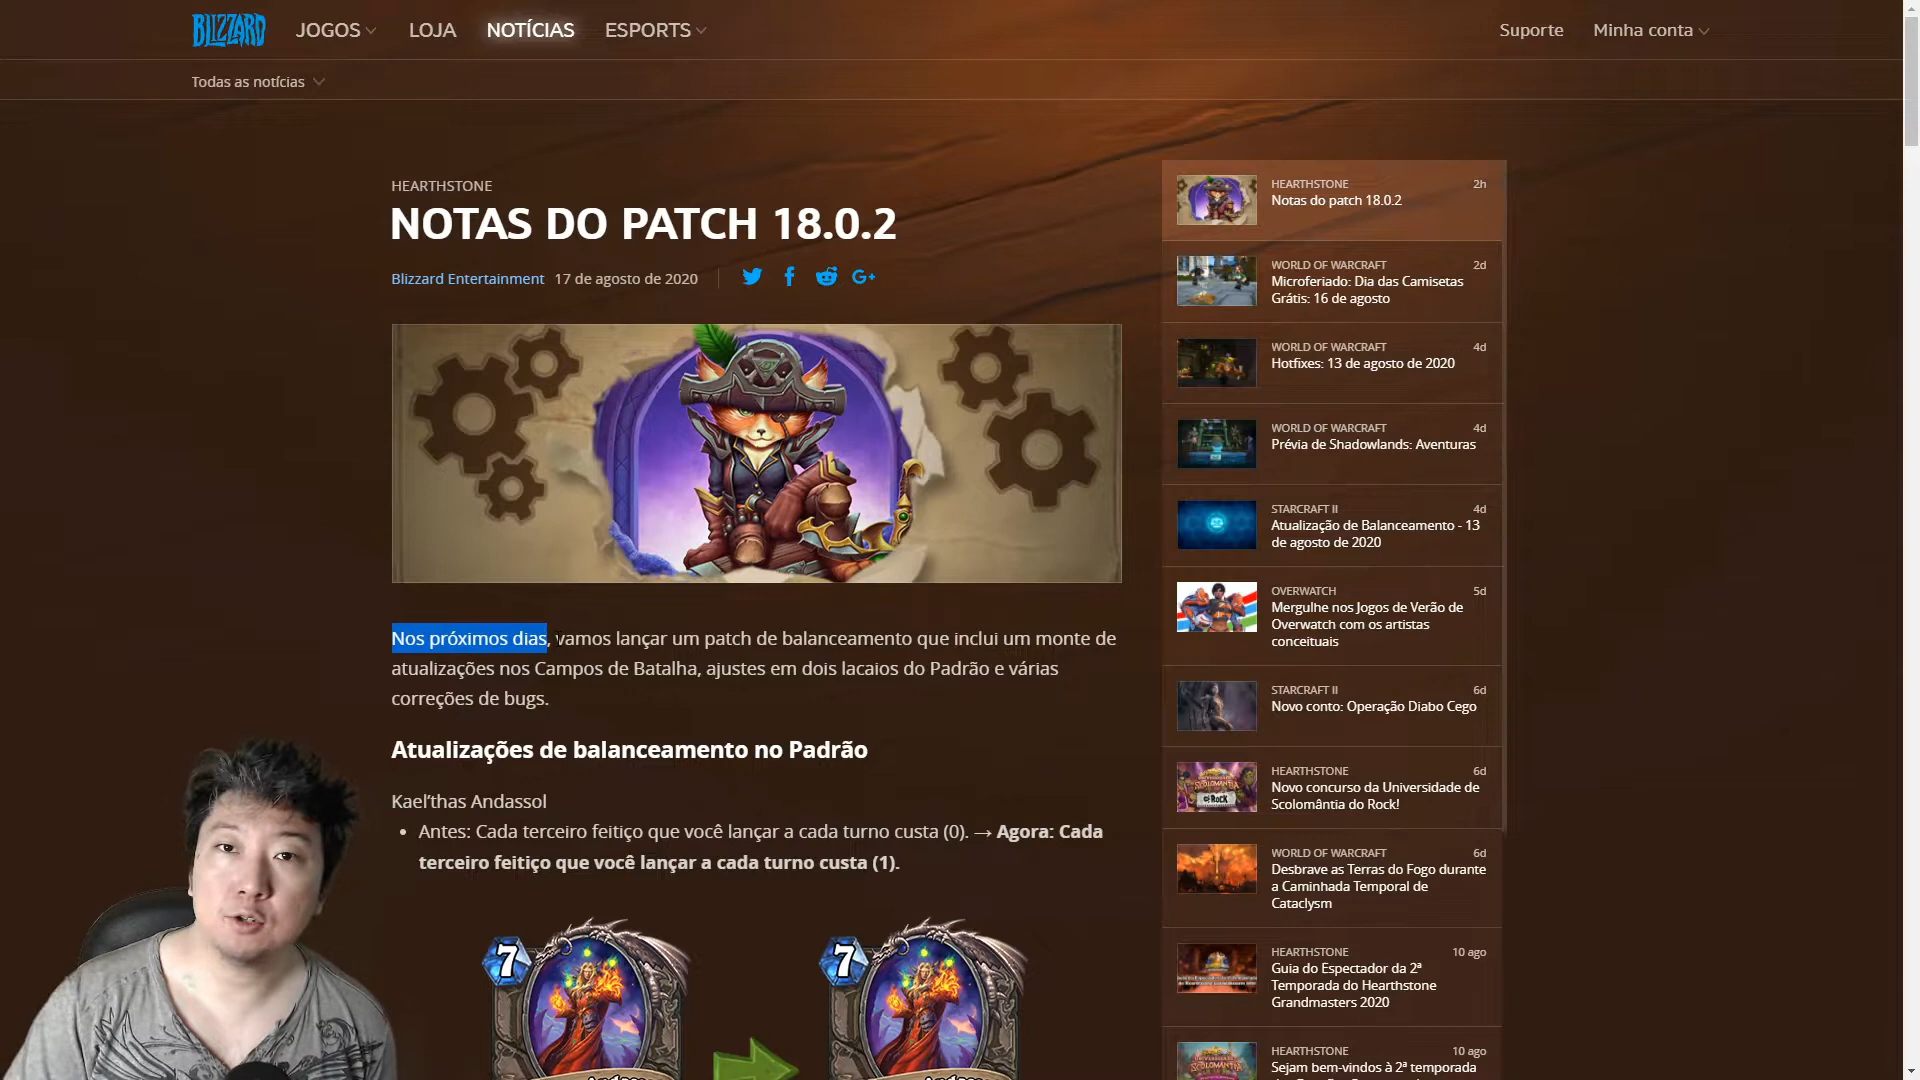 BLIZZARD JOGOS LOJA NOTÍCIAS ESPORTS Suporte Minha conta
Todas as notícias
HEARTHSTONE
NOTAS DO PATCH 18.0.2
Blizzard Entertainment 17 de agosto de 2020
Nos próximos dias, vamos lançar um patch de balanceamento que inclui um monte de
atualizações nos Campos de Batalha, ajustes em dois lacaios do Padrão e várias
correções de bugs.
Atualizações de balanceamento no Padrão
Kael’thas Andassol
• Antes: Cada terceiro feitiço que você lançar a cada turno custa (0). → Agora: Cada
terceiro feitiço que você lançar a cada turno custa (1).
7
7
HEARTHSTONE 2h
Notas do patch 18.0.2
WORLD OF WARCRAFT 2d
Microferiado: Dia das Camisetas
Grátis: 16 de agosto
WORLD OF WARCRAFT 4d
Hotfixes: 13 de agosto de 2020
WORLD OF WARCRAFT 4d
Prévia de Shadowlands: Aventuras
STARCRAFT II 4d
Atualização de Balanceamento - 13
de agosto de 2020
OVERWATCH 5d
Mergulhe nos Jogos de Verão de
Overwatch com os artistas
conceituais
STARCRAFT II 6d
Novo conto: Operação Diabo Cego
HEARTHSTONE 6d
Novo concurso da Universidade de
Scolomântia do Rock!
WORLD OF WARCRAFT 6d
Desbrave as Terras do Fogo durante
a Caminhada Temporal de
Cataclysm
HEARTHSTONE 10 ago
Guia do Espectador da 2ª
Temporada do Hearthstone
Grandmasters 2020
HEARTHSTONE 10 ago
Sejam bem-vindos à 2ª temporada